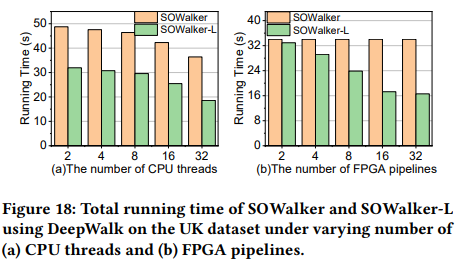 SOWalker
SOWalker-L
Running Time (s)
50
40
30
20
10
0
2 4 8 16 32
(a)The number of CPU threads
SOWalker
SOWalker-L
Running Time (s)
40
32
24
16
8
0
2 4 8 16 32
(b)The number of FPGA pipelines
Figure 18: Total running time of SOWalker and SOWalker-L
using DeepWalk on the UK dataset under varying number of
(a) CPU threads and (b) FPGA pipelines.